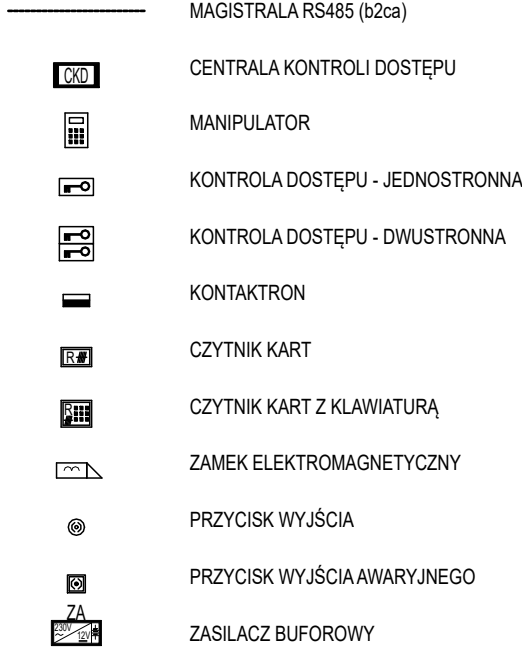 MAGISTRALA RS485 (b2ca)
CKD CENTRALA KONTROLI DOSTĘPU
MANIPULATOR
KONTROLA DOSTĘPU - JEDNOSTRONNA
KONTROLA DOSTĘPU - DWUSTRONNA
KONTAKTRON
R# CZYTNIK KART
R# CZYTNIK KART Z KLAWIATURĄ
ZAMEK ELEKTROMAGNETYCZNY
PRZYCISK WYJŚCIA
PRZYCISK WYJŚCIA AWARYJNEGO
ZA
230V
~ 12V ZASILACZ BUFOROWY